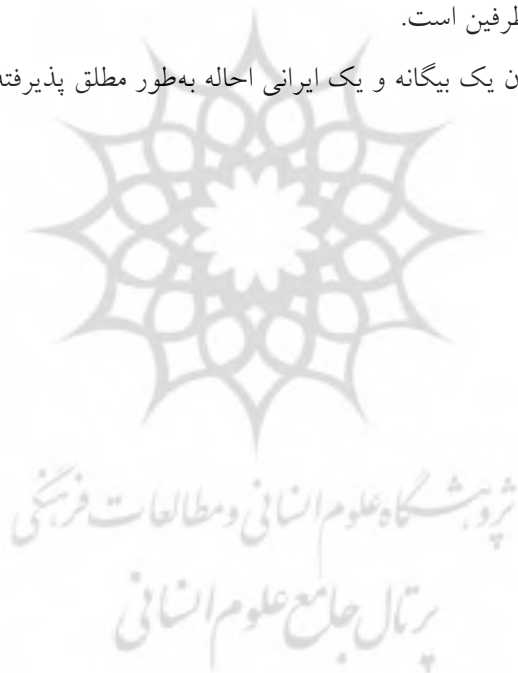 طرفین است.
ن یک بیگانه و یک ایرانی احاله به‌طور مطلق پذیرفته
پژوهشگاه علوم انسانی و مطالعات فرهنگی
پرتال جامع علوم انسانی